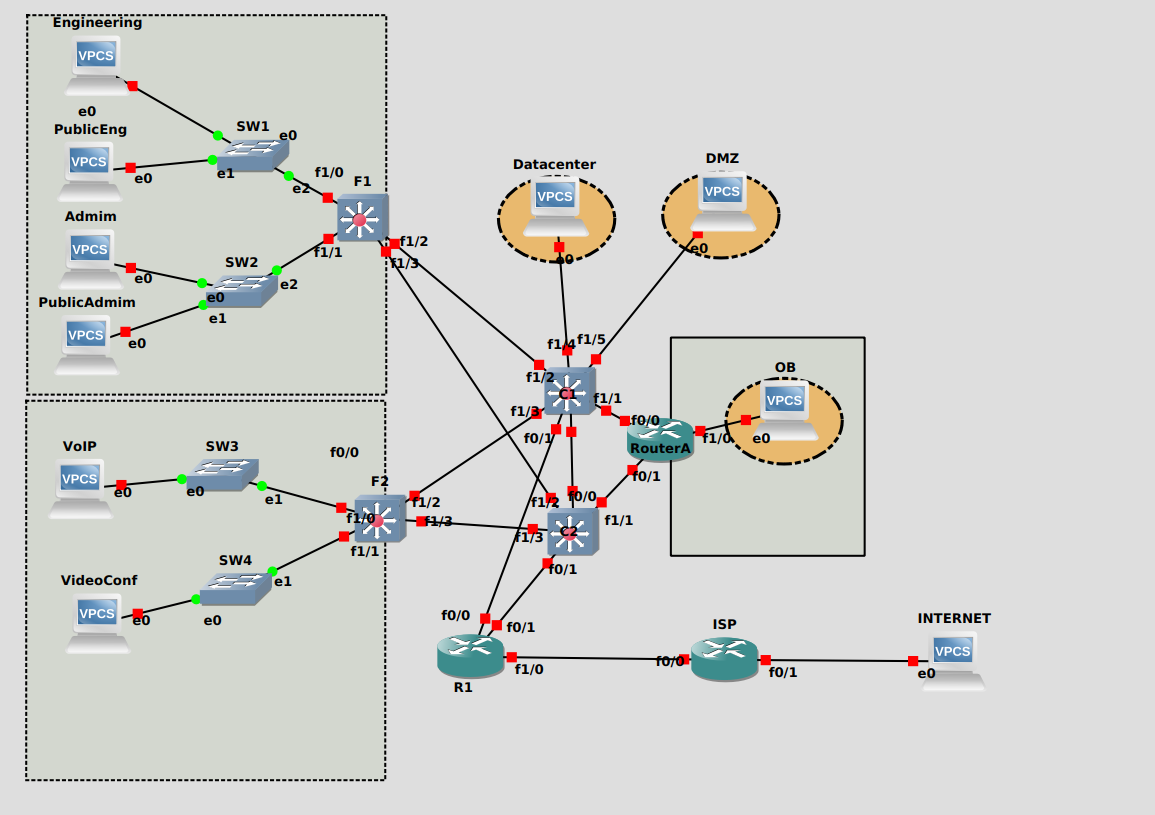 Engineering
VPCS
e0
PublicEng
VPCS
e0
SW1
e0
e1
e2
f1/0
F1
Admim
VPCS
e0
SW2
e0
e1
e2
f1/1
f1/2
f1/3
PublicAdmim
VPCS
e0
Datacenter
VPCS
e0
DMZ
VPCS
e0
f1/4
f1/5
f1/2
C1
f1/1
f1/3
f0/1
f0/0
RouterA
f0/1
f1/0
OB
VPCS
e0
VoIP
VPCS
e0
SW3
e0
e1
f0/0
F2
f1/0
f1/1
f1/2
f1/3
f1/2
f0/0
f1/3
C2
f1/1
f0/1
VideoConf
VPCS
e0
SW4
e1
e0
f0/0
f0/1
R1
f1/0
ISP
f0/0
f0/1
INTERNET
VPCS
e0